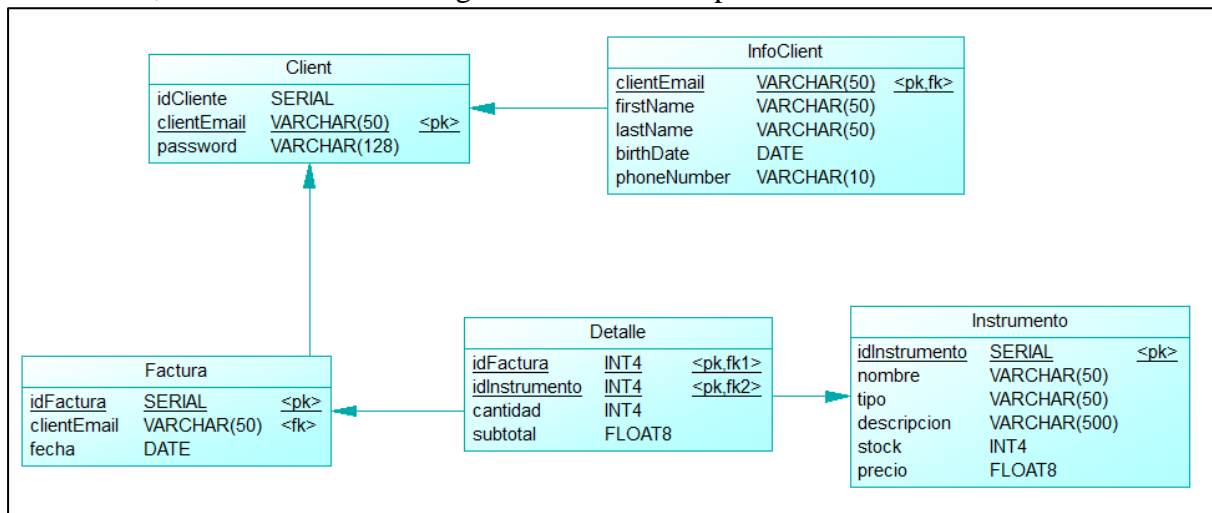 Client
idCliente SERIAL
clientEmail VARCHAR(50) <pk>
password VARCHAR(128)
InfoClient
clientEmail VARCHAR(50) <pk,fk>
firstName VARCHAR(50)
lastName VARCHAR(50)
birthDate DATE
phoneNumber VARCHAR(10)
Factura
idFactura SERIAL <pk>
clientEmail VARCHAR(50) <fk>
fecha DATE
Detalle
idFactura INT4 <pk,fk1>
idInstrumento INT4 <pk,fk2>
cantidad INT4
subtotal FLOAT8
Instrumento
idInstrumento SERIAL <pk>
nombre VARCHAR(50)
tipo VARCHAR(50)
descripcion VARCHAR(500)
stock INT4
precio FLOAT8